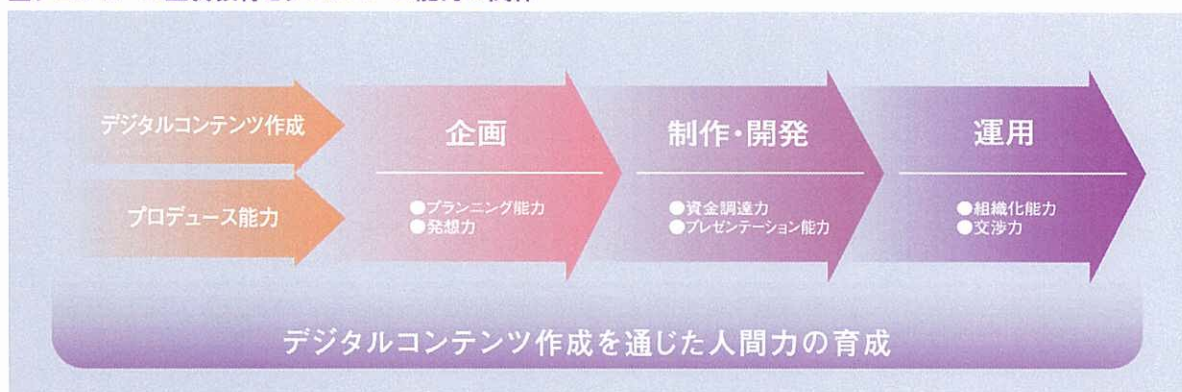 デジタルコンテンツ作成
プロデュース能力
企画
●プランニング能力
●発想力
制作・開発
●資金調達力
●プレゼンテーション能力
運用
●組織化能力
●交渉力
デジタルコンテンツ作成を通じた人間力の育成